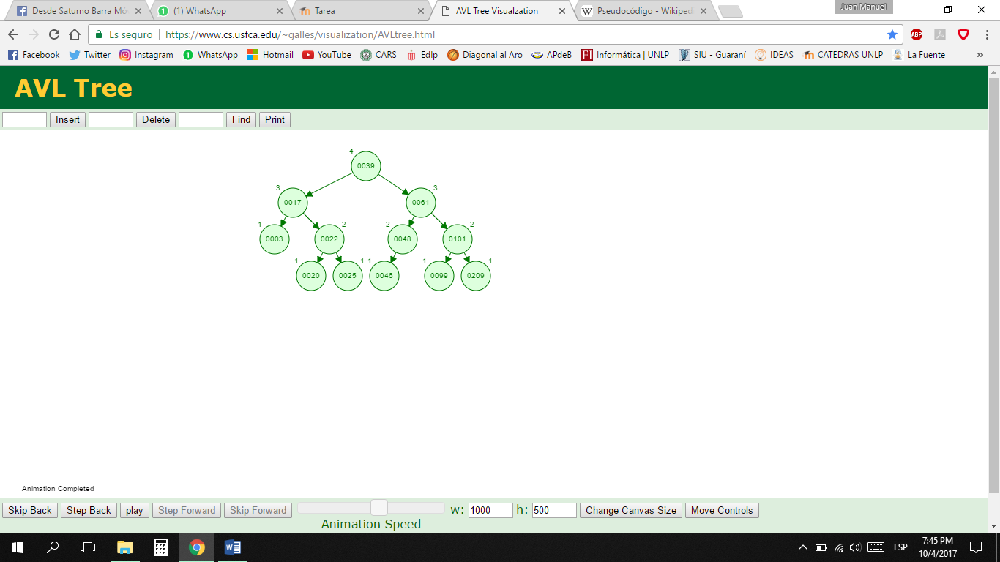 Juan Manuel
Desde Saturno Barra Mó
(1) WhatsApp
Tarea
AVL Tree Visualzation
Pseudocódigo - Wikiped
Es seguro https://www.cs.usfca.edu/~galles/visualization/AVLtree.html ABP
Facebook Twitter Instagram WhatsApp Hotmail YouTube CARS EdIp Diagonal al Aro APdeB Informática | UNLP SIU - Guaraní IDEAS CATEDRAS UNLP La Fuente »
AVL Tree
Insert Delete Find Print
4
0039
3 3
0017 0061
1 2 2 2
0003 0022 0048 0101
1 1 1 1 1
0020 0025 0046 0099 0209
Animation Completed
Skip Back Step Back play Step Forward Skip Forward w: 1000 h: 500 Change Canvas Size Move Controls
Animation Speed
ESP
7:45 PM
10/4/2017